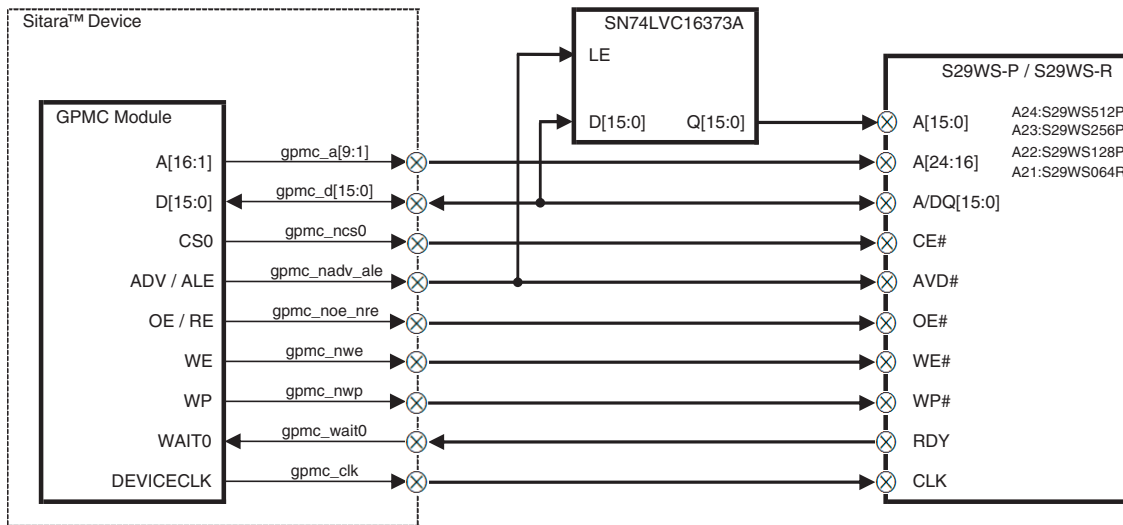 Sitara™ Device
SN74LVC16373A
LE
D[15:0] Q[15:0]
S29WS-P / S29WS-R
GPMC Module
A[15:0]
A24:S29WS512P
A23:S29WS256P
A22:S29WS128P
A21:S29WS064R
A[16:1] gpmc_a[9:1] A[24:16]
D[15:0] gpmc_d[15:0] A/DQ[15:0]
CS0 gpmc_ncs0 CE#
ADV / ALE gpmc_nadv_ale AVD#
OE / RE gpmc_noe_nre OE#
WE gpmc_nwe WE#
WP gpmc_nwp WP#
WAIT0 gpmc_wait0 RDY
DEVICECLK gpmc_clk CLK